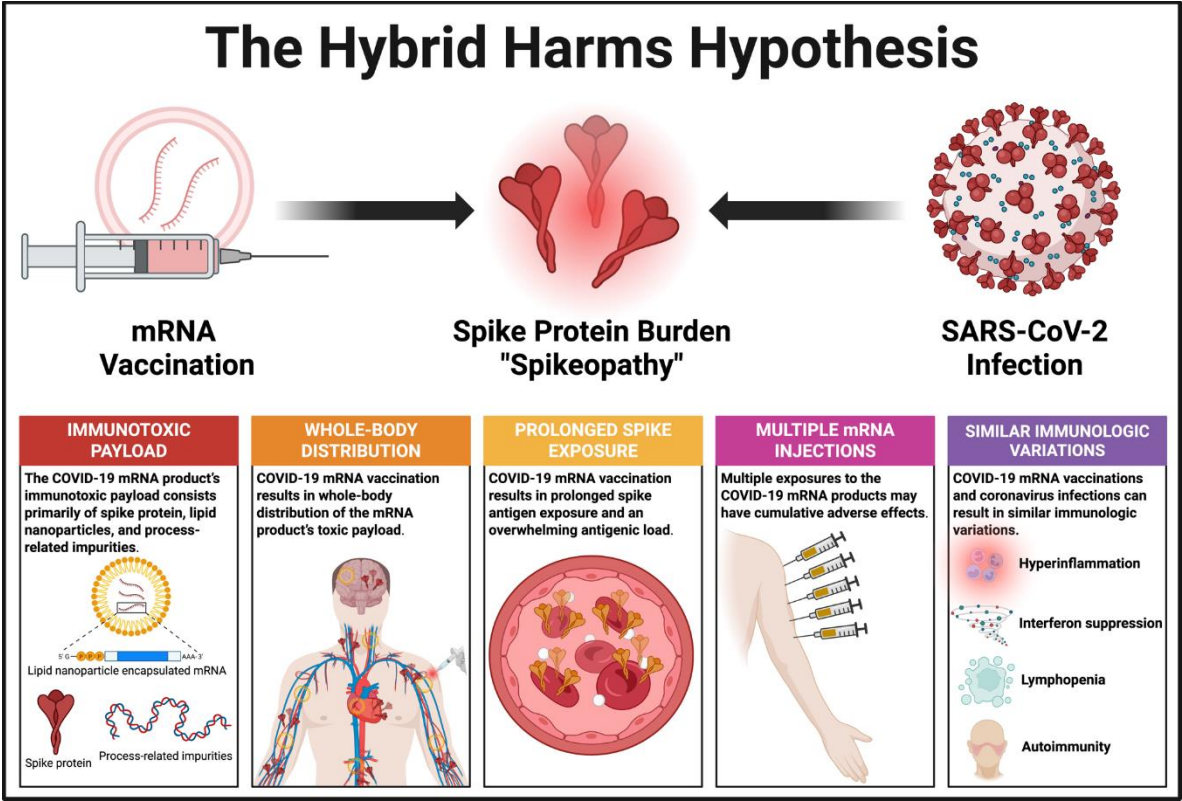 The Hybrid Harms Hypothesis
mRNA
Vaccination
Spike Protein Burden
"Spikeopathy"
SARS-CoV-2
Infection
IMMUNOTOXIC
PAYLOAD
The COVID-19 mRNA product's
immunotoxic payload consists
primarily of spike protein, lipid
nanoparticles, and process-
related impurities.
5' G
P P P
AAA-3'
Lipid nanoparticle encapsulated mRNA
Spike protein
Process-related impurities
WHOLE-BODY
DISTRIBUTION
COVID-19 mRNA vaccination
results in whole-body
distribution of the mRNA
product's toxic payload.
PROLONGED SPIKE
EXPOSURE
COVID-19 mRNA vaccination
results in prolonged spike
antigen exposure and an
overwhelming antigenic load.
MULTIPLE mRNA
INJECTIONS
Multiple exposures to the
COVID-19 mRNA products may
have cumulative adverse effects.
SIMILAR IMMUNOLOGIC
VARIATIONS
COVID-19 mRNA vaccinations
and coronavirus infections can
result in similar immunologic
variations.
Hyperinflammation
Interferon suppression
Lymphopenia
Autoimmunity